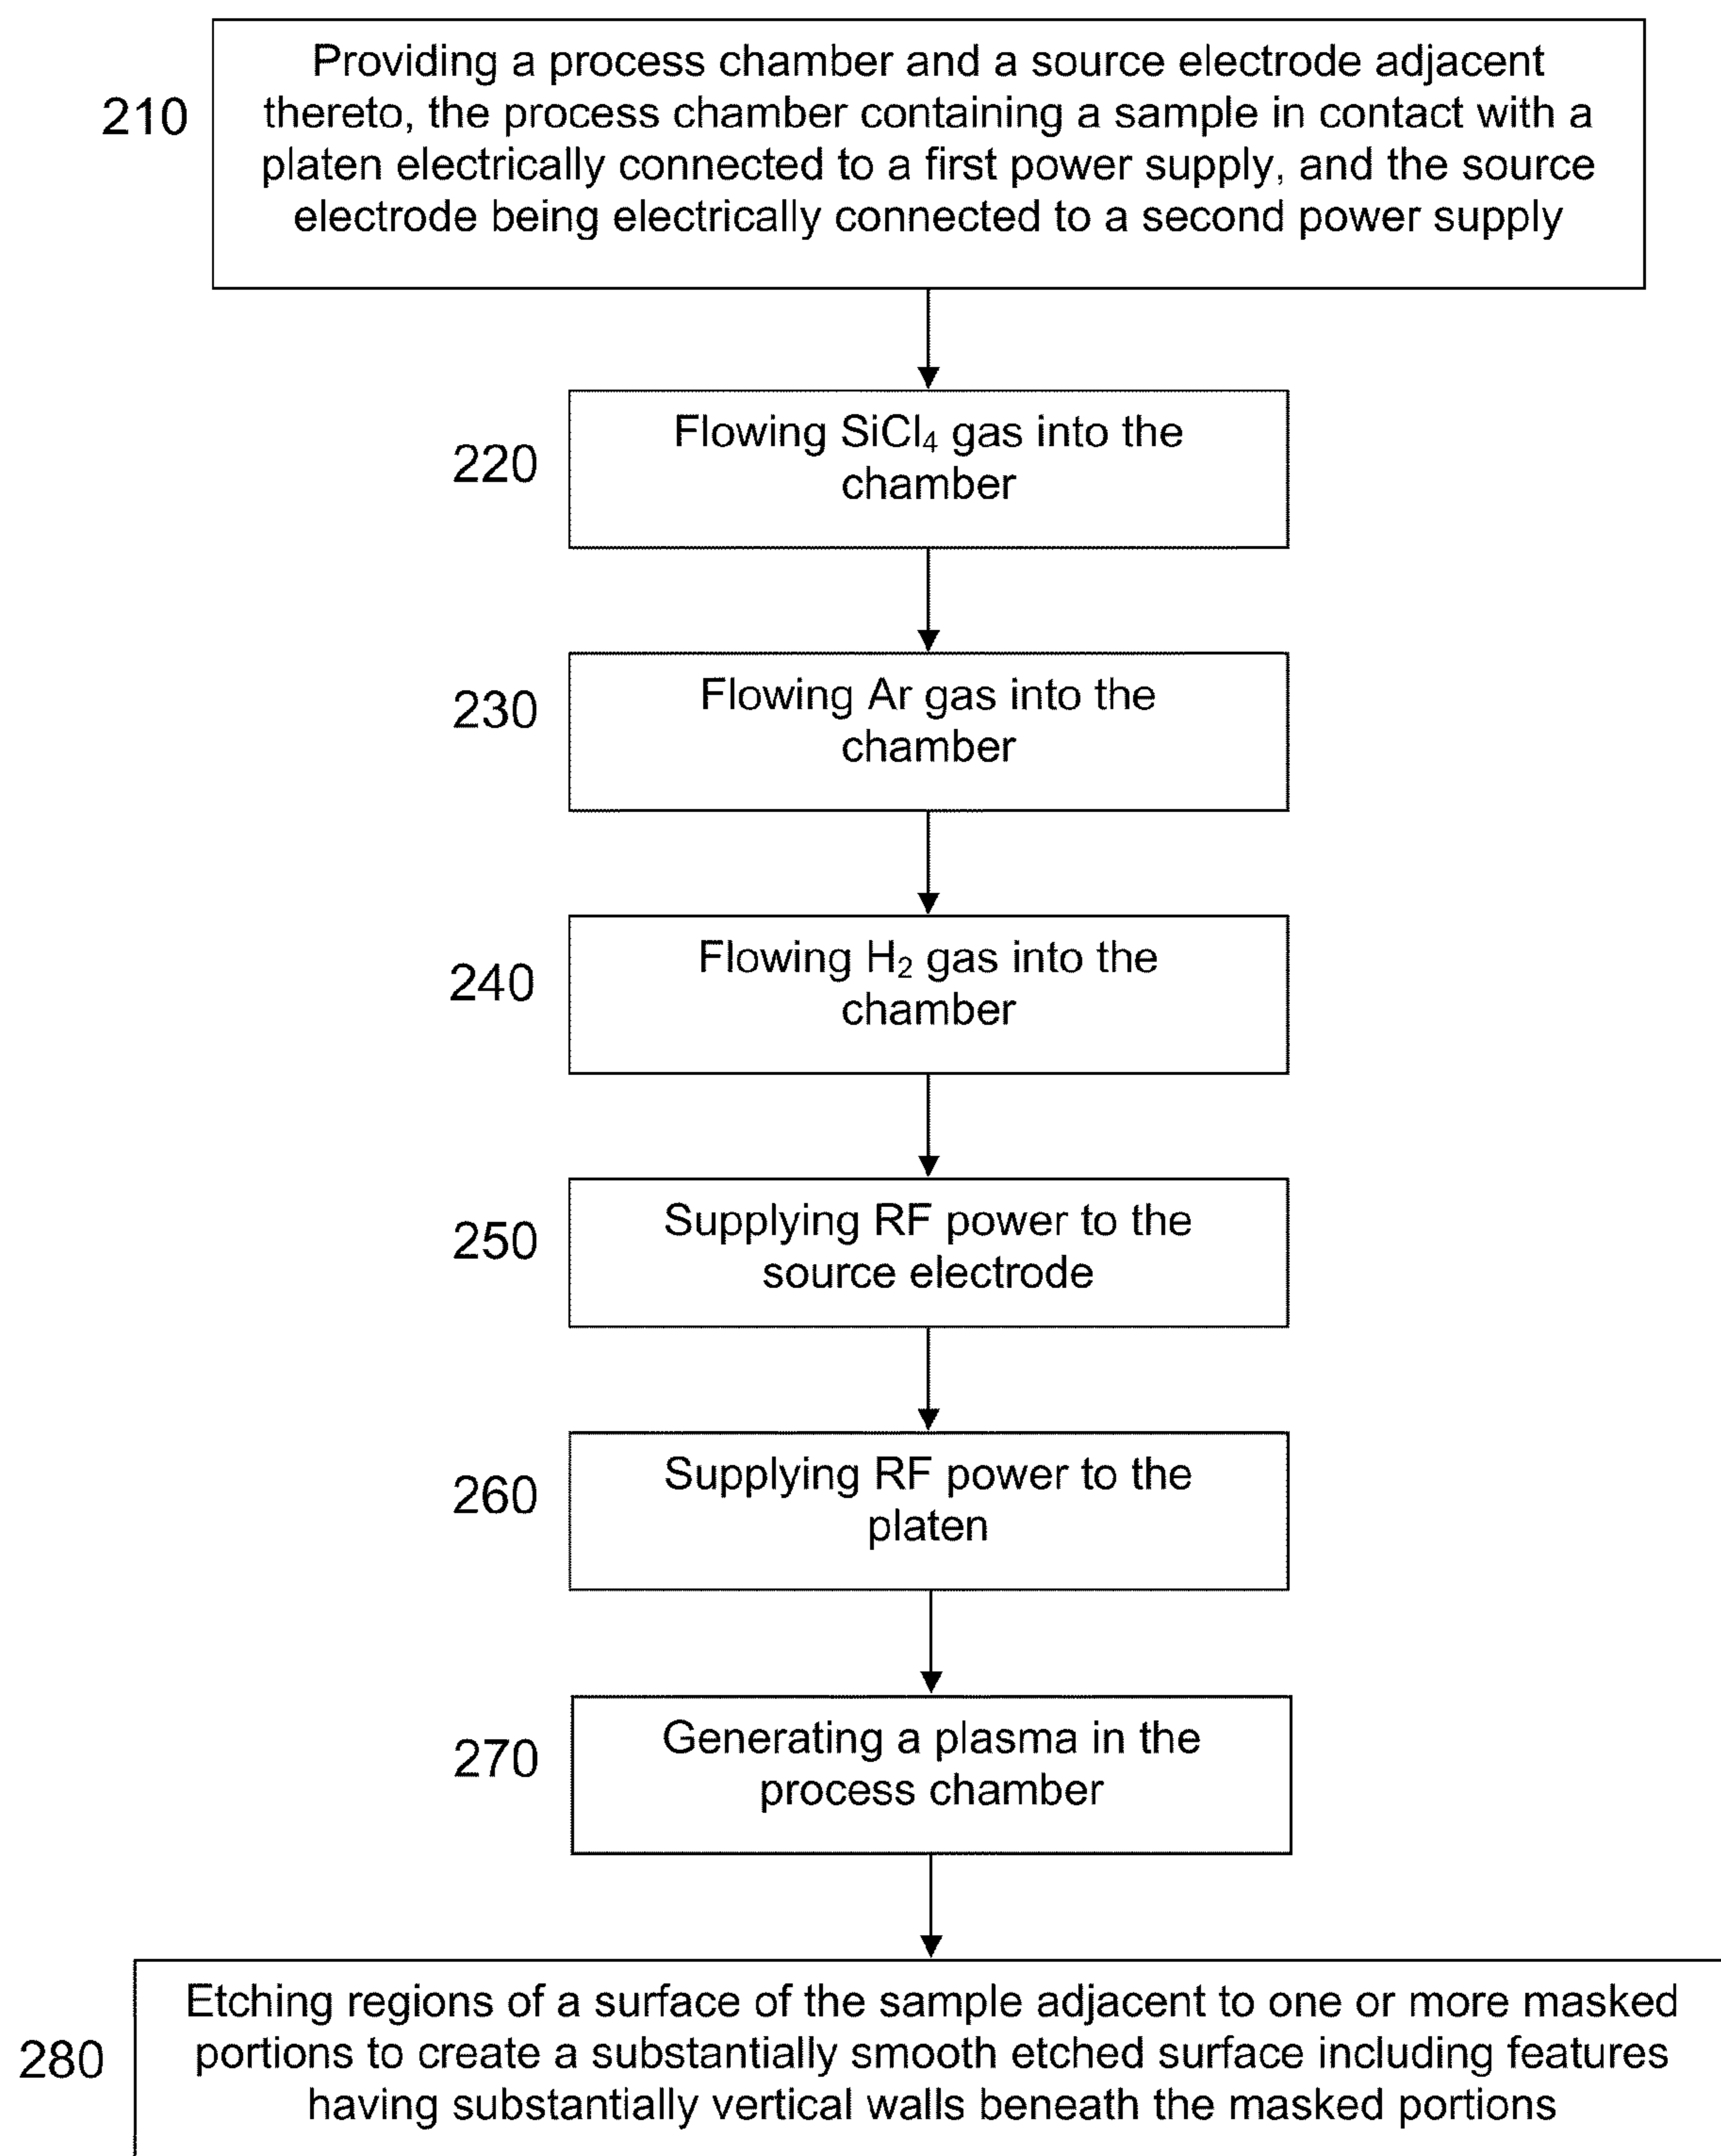 210
Providing a process chamber and a source electrode adjacent
thereto, the process chamber containing a sample in contact with a
platen electrically connected to a first power supply, and the source
electrode being electrically connected to a second power supply
220
Flowing SiCl₄ gas into the
chamber
230
Flowing Ar gas into the
chamber
240
Flowing H₂ gas into the
chamber
250
Supplying RF power to the
source electrode
260
Supplying RF power to the
platen
270
Generating a plasma in the
process chamber
280
Etching regions of a surface of the sample adjacent to one or more masked
portions to create a substantially smooth etched surface including features
having substantially vertical walls beneath the masked portions